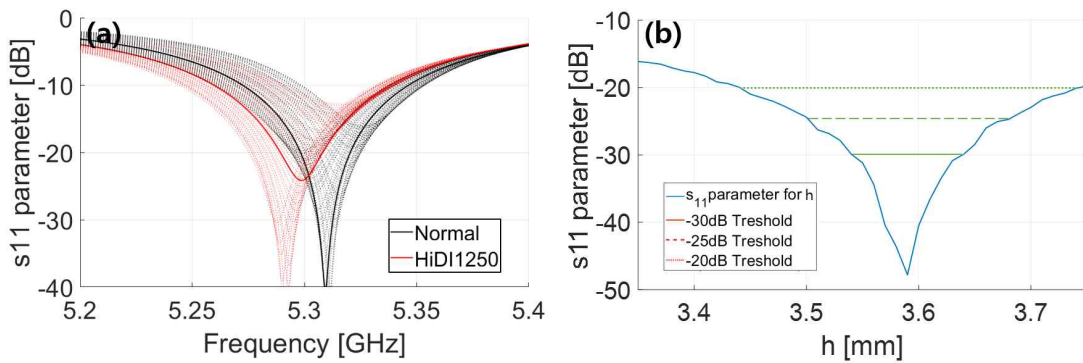 (a)
s11 parameter [dB]
0
-10
-20
-30
-40
5.2
5.25
5.3
5.35
5.4
Frequency [GHz]
Normal
HiDI1250
(b)
s11 parameter [dB]
-10
-20
-30
-40
-50
3.4
3.5
3.6
3.7
h [mm]
s11 parameter for h
-30dB Treshold
-25dB Treshold
-20dB Treshold